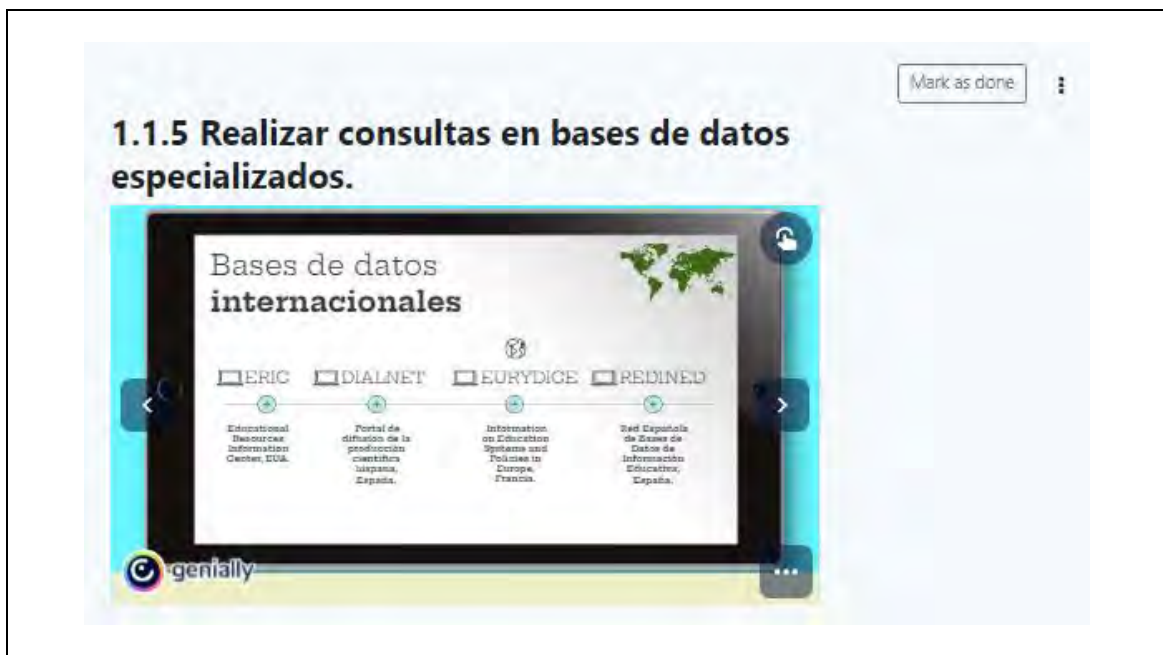 Mark as done
1.1.5 Realizar consultas en bases de datos
especializados.
Bases de datos
internacionales
ERIC
DIALNET
EURYDICE
REDINED
Educational
Resources
Information
Center, EUA.
Portal de
difusión de la
producción
científica
hispana,
España.
Information
on Education
Systems and
Policies in
Europe,
Francia.
Red Española
de Bases de
Datos de
Información
Educativa,
España.
genially